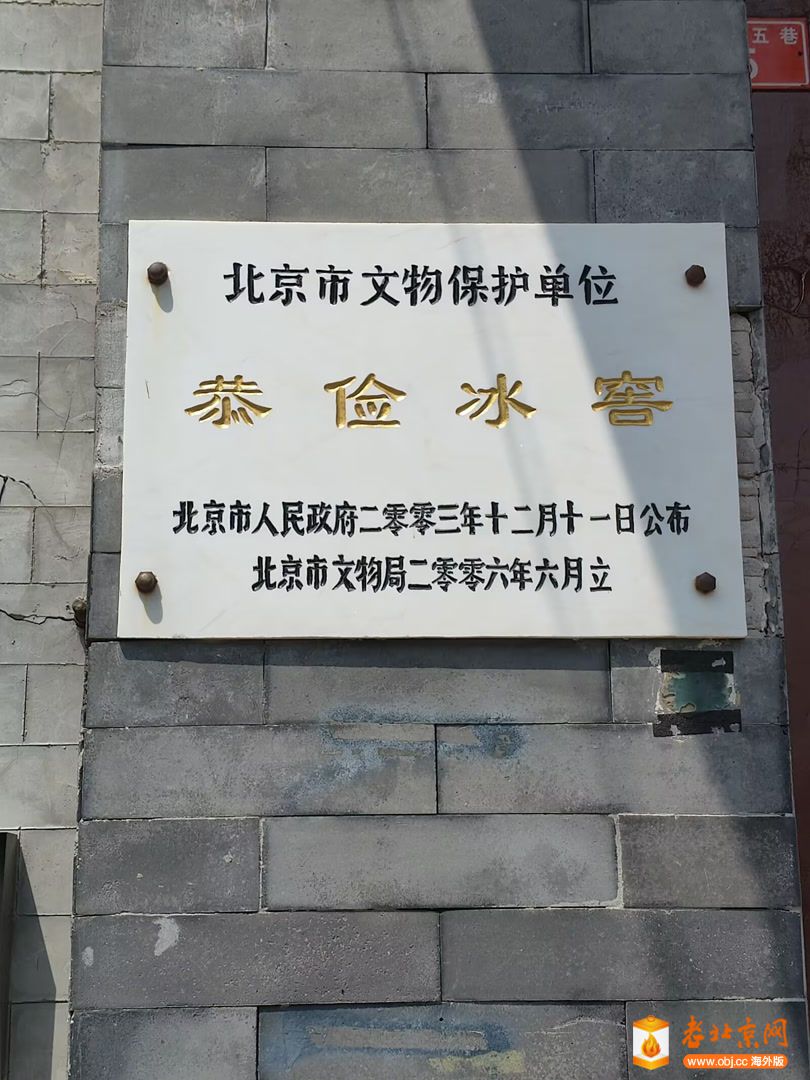 五巷
5
北京市文物保护单位
恭俭冰窖
北京市人民政府二零零三年十二月十一日公布
北京市文物局二零零六年六月立
老北京网
www.obj.cc 海外版